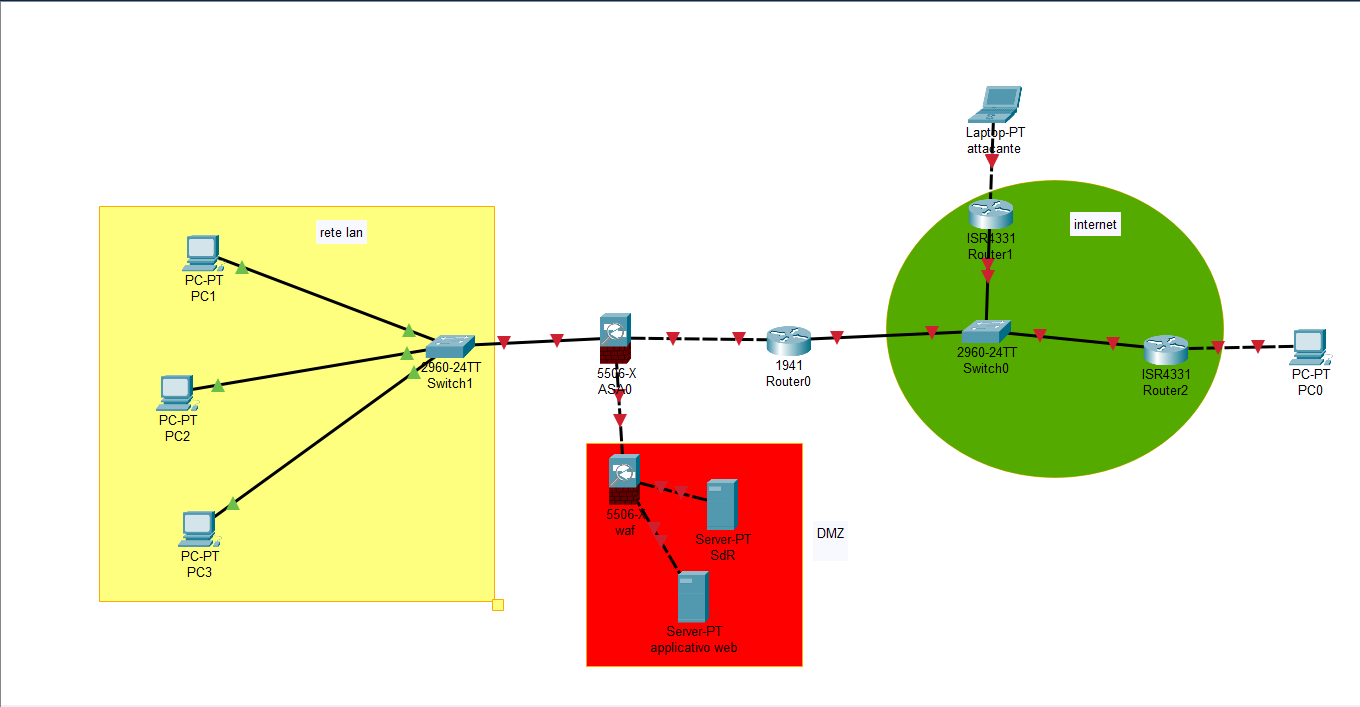 Laptop-PT
attaccante
rete lan
internet
ISR4331
Router1
PC-PT
PC1
2960-24TT
Switch1
5506-X
ASA0
1941
Router0
2960-24TT
Switch0
ISR4331
Router2
PC-PT
PC0
PC-PT
PC2
5506-X
waf
Server-PT
SdR
DMZ
PC-PT
PC3
Server-PT
applicativo web